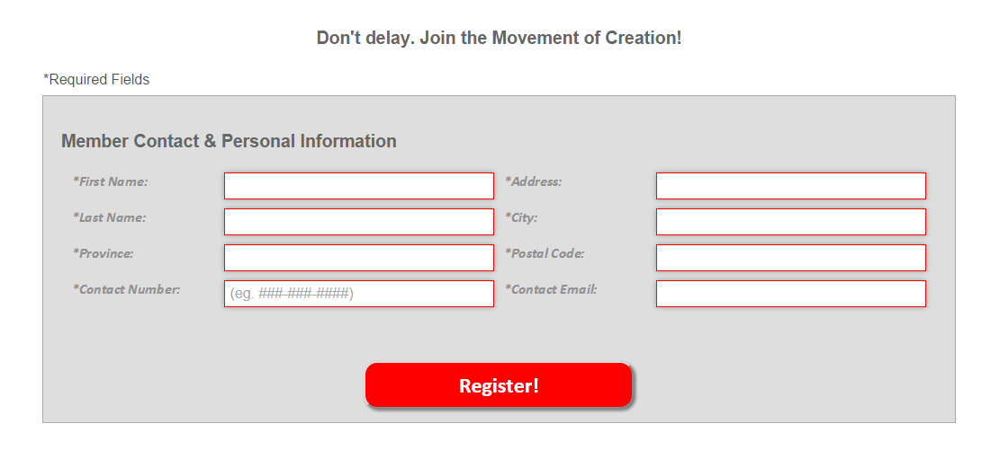 Don't delay. Join the Movement of Creation!
*Required Fields
Member Contact & Personal Information
*First Name:
*Address:
*Last Name:
*City:
*Province:
*Postal Code:
*Contact Number:
(eg. ###-###-####)
*Contact Email:
Register!